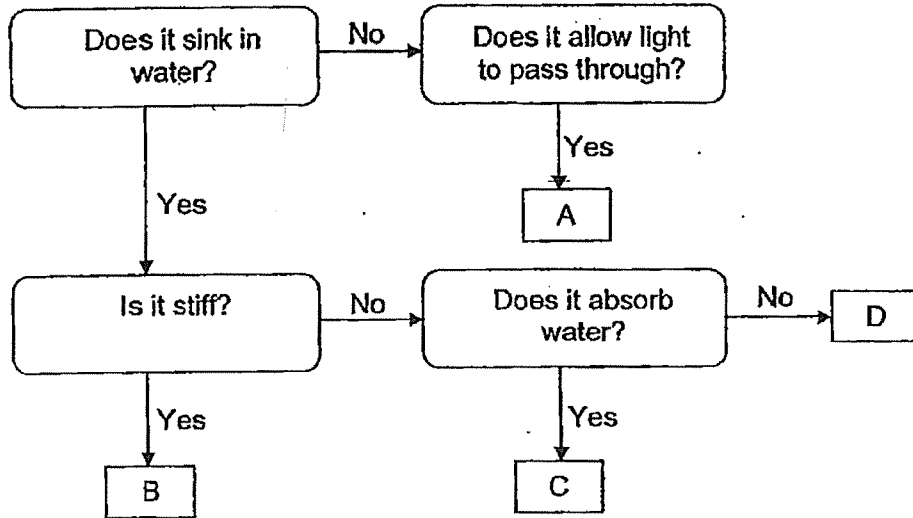 Does it sink in
water?
No
Does it allow light
to pass through?
Yes
A
Yes
Is it stiff?
No
Does it absorb
water?
No
D
Yes
B
Yes
C